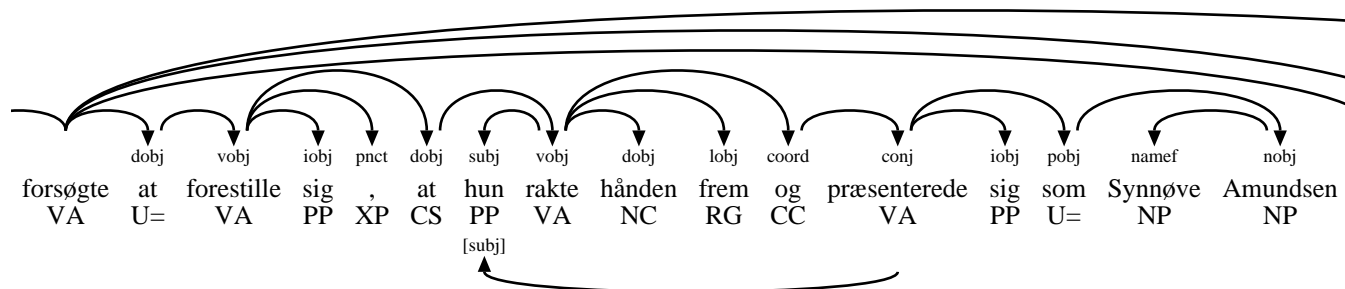 dobj vobj iobj pnct dobj subj vobj dobj lobj coord conj iobj pobj namef nobj
forsøgte at forestille sig , at hun rakte hånden frem og præsenterede sig som Synnøve Amundsen
VA U= VA PP XP CS PP VA NC RG CC VA PP U= NP NP
[subj]